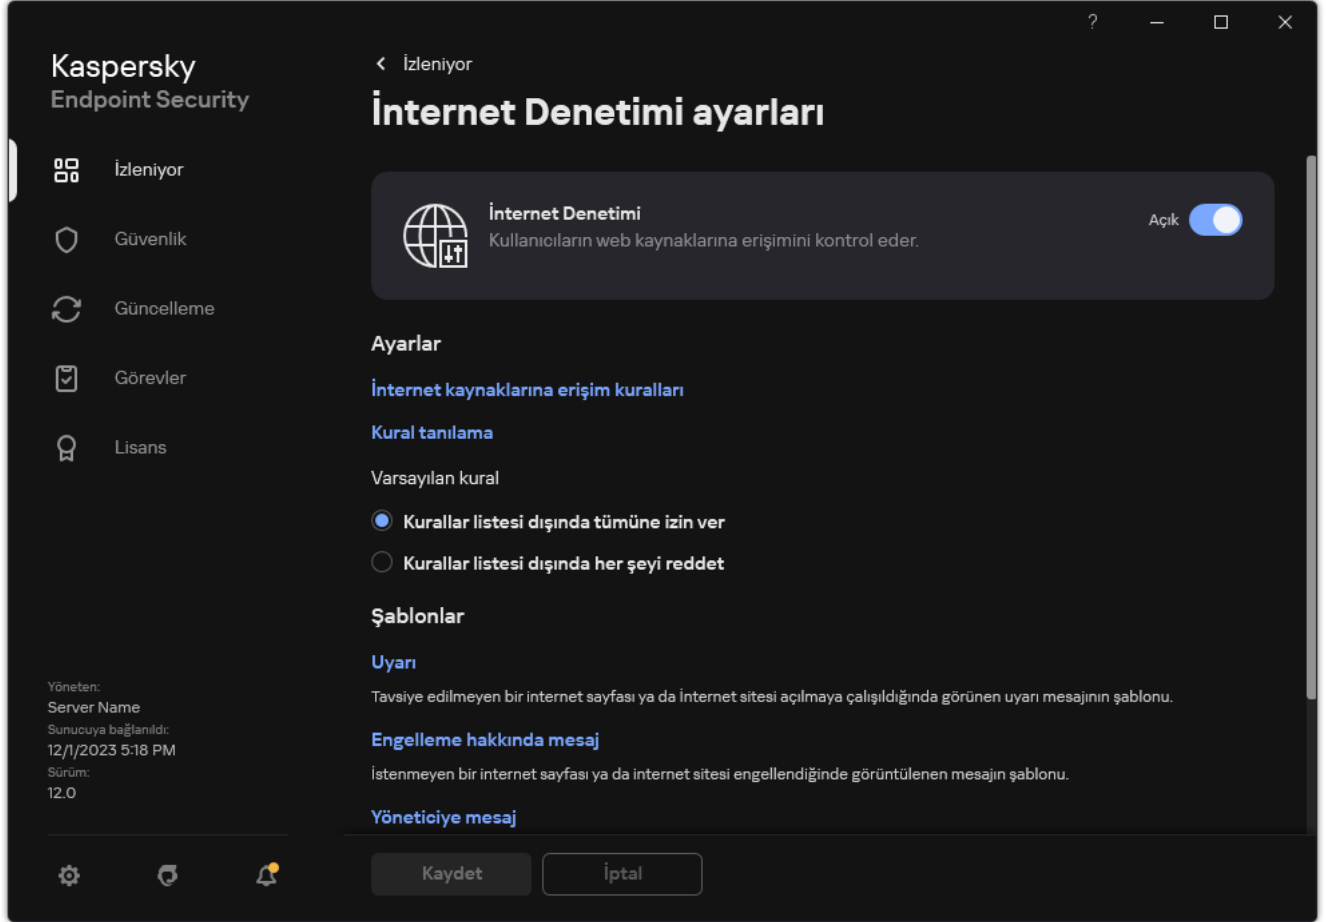 ?
Kaspersky
Endpoint Security
İzleniyor
Güvenlik
Güncelleme
Görevler
Lisans
Yöneten:
Server Name
Sunucuya bağlanıldı:
12/1/2023 5:18 PM
Sürüm:
12.0
İzleniyor
İnternet Denetimi ayarları
İnternet Denetimi
Kullanıcıların web kaynaklarına erişimini kontrol eder.
Açık
Ayarlar
İnternet kaynaklarına erişim kuralları
Kural tanılama
Varsayılan kural
Kurallar listesi dışında tümüne izin ver
Kurallar listesi dışında her şeyi reddet
Şablonlar
Uyarı
Tavsiye edilmeyen bir internet sayfası ya da İnternet sitesi açılmaya çalışıldığında görünen uyarı mesajının şablonu.
Engelleme hakkında mesaj
İstenmeyen bir internet sayfası ya da internet sitesi engellendiğinde görüntülenen mesajın şablonu.
Yöneticiye mesaj
Kaydet
İptal